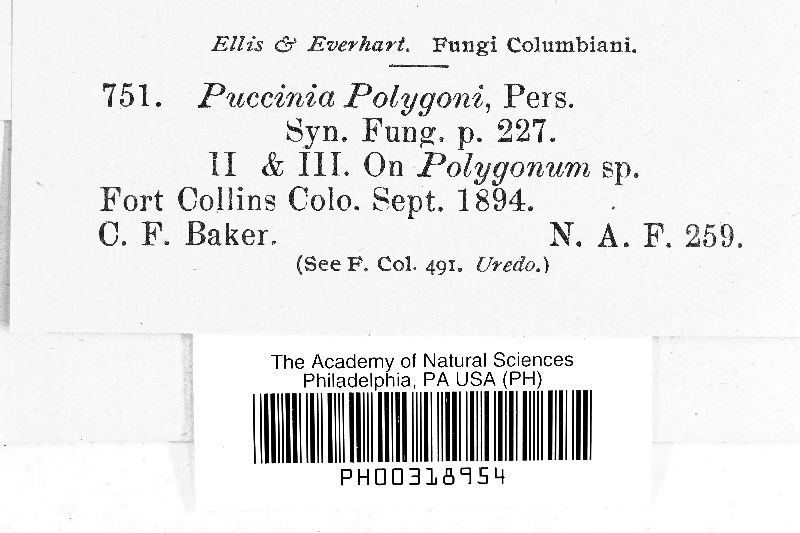 Ellis & Everhart. Fungi Columbiani.
751. Puccinia Polygoni, Pers.
Syn. Fung. p. 227.
II & III. On Polygonum sp.
Fort Collins Colo. Sept. 1894.
C. F. Baker. N. A. F. 259.
(See F. Col. 491. Uredo.)
The Academy of Natural Sciences
Philadelphia, PA USA (PH)
PH00318954